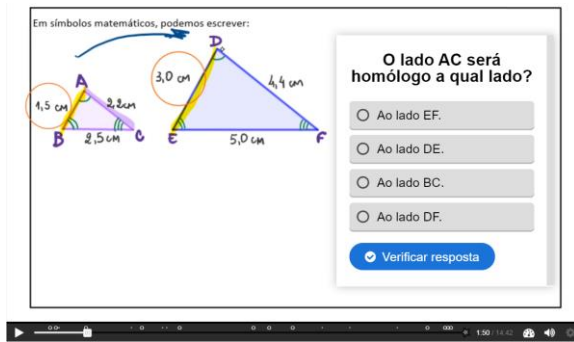 Em símbolos matemáticos, podemos escrever:
D
A
3,0 cm
4,4 cm
1,5 cm
2,2cm
B
2,5cm
C
E
5,0 cm
F
O lado AC será
homólogo a qual lado?
Ao lado EF.
Ao lado DE.
Ao lado BC.
Ao lado DF.
Verificar resposta
1:50 / 14:42